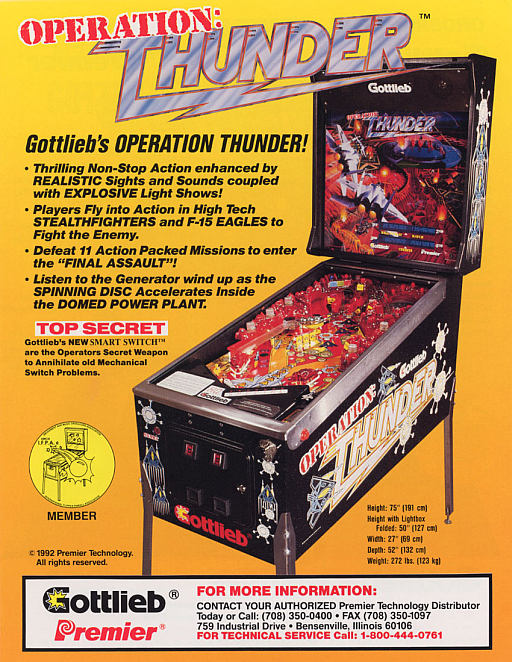 OPERATION:
THUNDER™
Gottlieb®
OPERATION:
THUNDER
Gottlieb's OPERATION THUNDER!
• Thrilling Non-Stop Action enhanced by
REALISTIC Sights and Sounds coupled
with EXPLOSIVE Light Shows!
• Players Fly into Action in High Tech
STEALTHFIGHTERS and F-15 EAGLES to
Fight the Enemy.
• Defeat 11 Action Packed Missions to enter
the "FINAL ASSAULT"!
• Listen to the Generator wind up as the
SPINNING DISC Accelerates Inside
the DOMED POWER PLANT.
Gottlieb
Premier
TOP SECRET
Gottlieb's NEW SMART SWITCH™
are the Operators Secret Weapon
to Annihilate old Mechanical
Switch Problems.
Gottlieb
Gottlieb
OPERATION:
THUNDER
Gottlieb
I.F.P.A.
MEMBER
Height: 75" (191 cm)
Height with Lightbox
Folded: 50" (127 cm)
Width: 27" (69 cm)
Depth: 52" (132 cm)
Weight: 272 lbs. (123 kg)
© 1992 Premier Technology.
All rights reserved.
Gottlieb®
Premier®
FOR MORE INFORMATION:
CONTACT YOUR AUTHORIZED Premier Technology Distributor
Today or Call: (708) 350-0400 • FAX (708) 350-1097
759 Industrial Drive • Bensenville, Illinois 60106
FOR TECHNICAL SERVICE Call: 1-800-444-0761